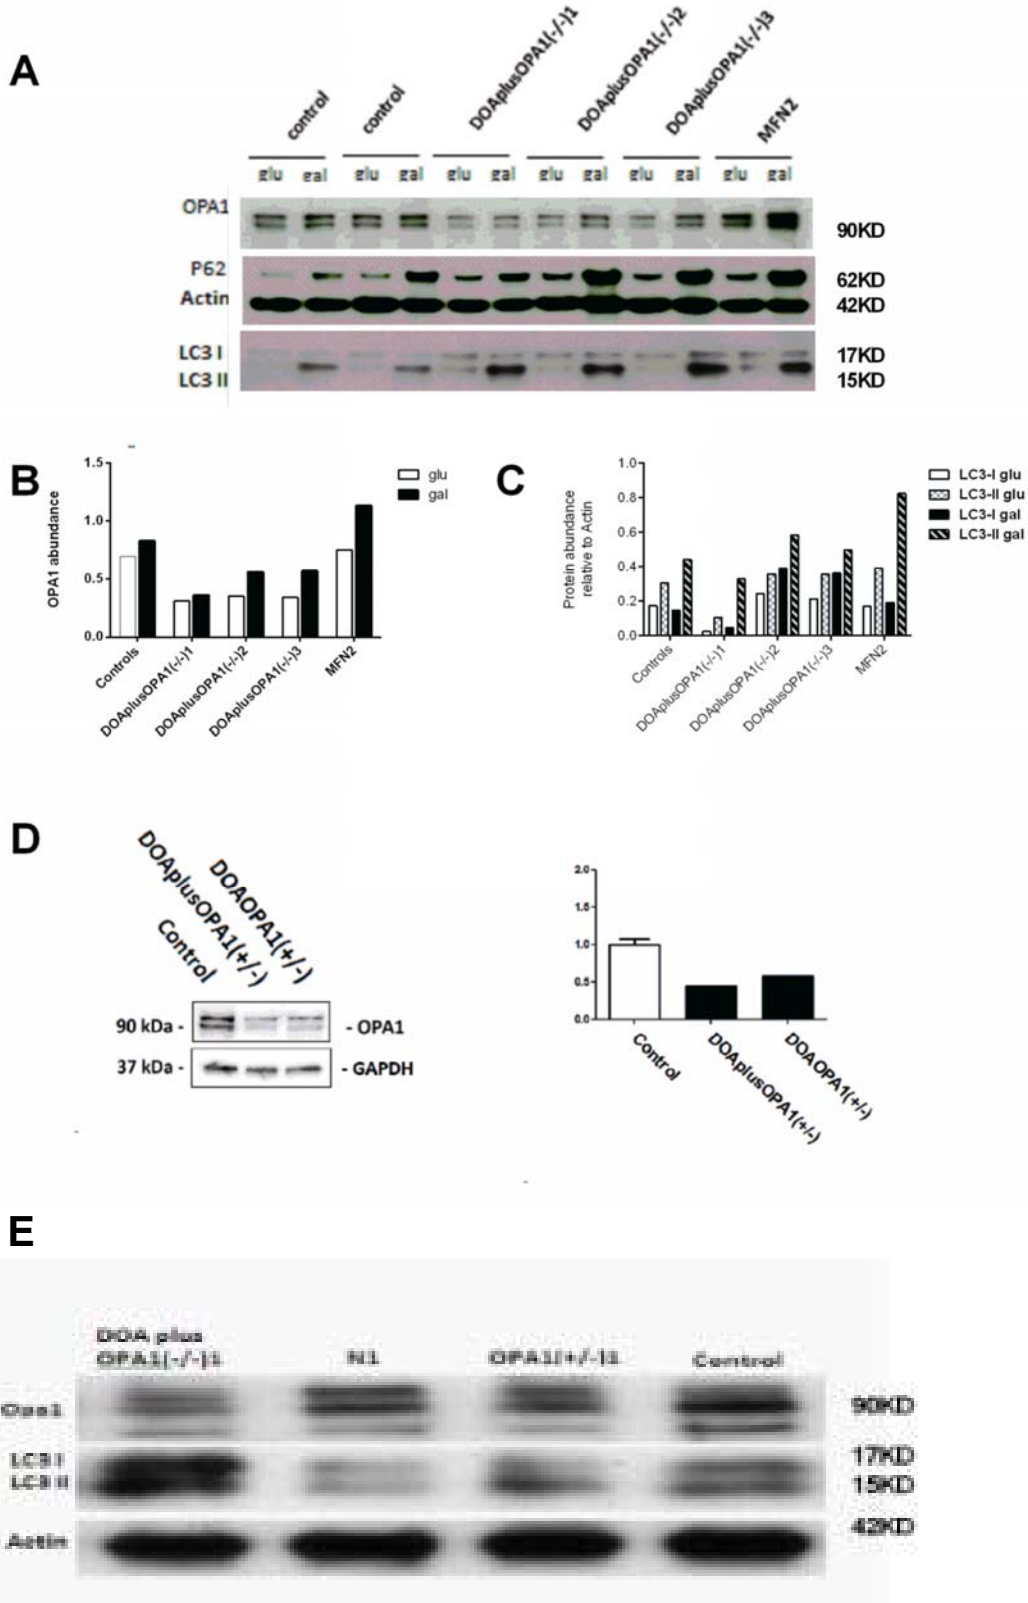 A
control control DOAplusOPA1(-/-)1 DOAplusOPA1(-/-)2 DOAplusOPA1(-/-)3 MFN2
glu gal glu gal glu gal glu gal glu gal glu gal
OPA1
90KD
P62
62KD
Actin
42KD
LC3 I
17KD
LC3 II
15KD
B
OPA1 abundance
1.5
1.0
0.5
0.0
glu
gal
Controls
DOAplusOPA1(-/-)1
DOAplusOPA1(-/-)2
DOAplusOPA1(-/-)3
MFN2
C
Protein abundance
relative to Actin
1.0
0.8
0.6
0.4
0.2
0.0
LC3-I glu
LC3-II glu
LC3-I gal
LC3-II gal
Controls
DOAplusOPA1(-/-)1
DOAplusOPA1(-/-)2
DOAplusOPA1(-/-)3
MFN2
D
Control
DOAplusOPA1(+/-)
DOAOPA1(+/-)
90 kDa - - OPA1
37 kDa - - GAPDH
2.0
1.5
1.0
0.5
0.0
Control
DOAplusOPA1(+/-)
DOAOPA1(+/-)
E
DOA plus
OPA1(-/-)1 N1 OPA1(+/-)1 Control
Opa1 90KD
LC3 I 17KD
LC3 II 15KD
Actin 42KD